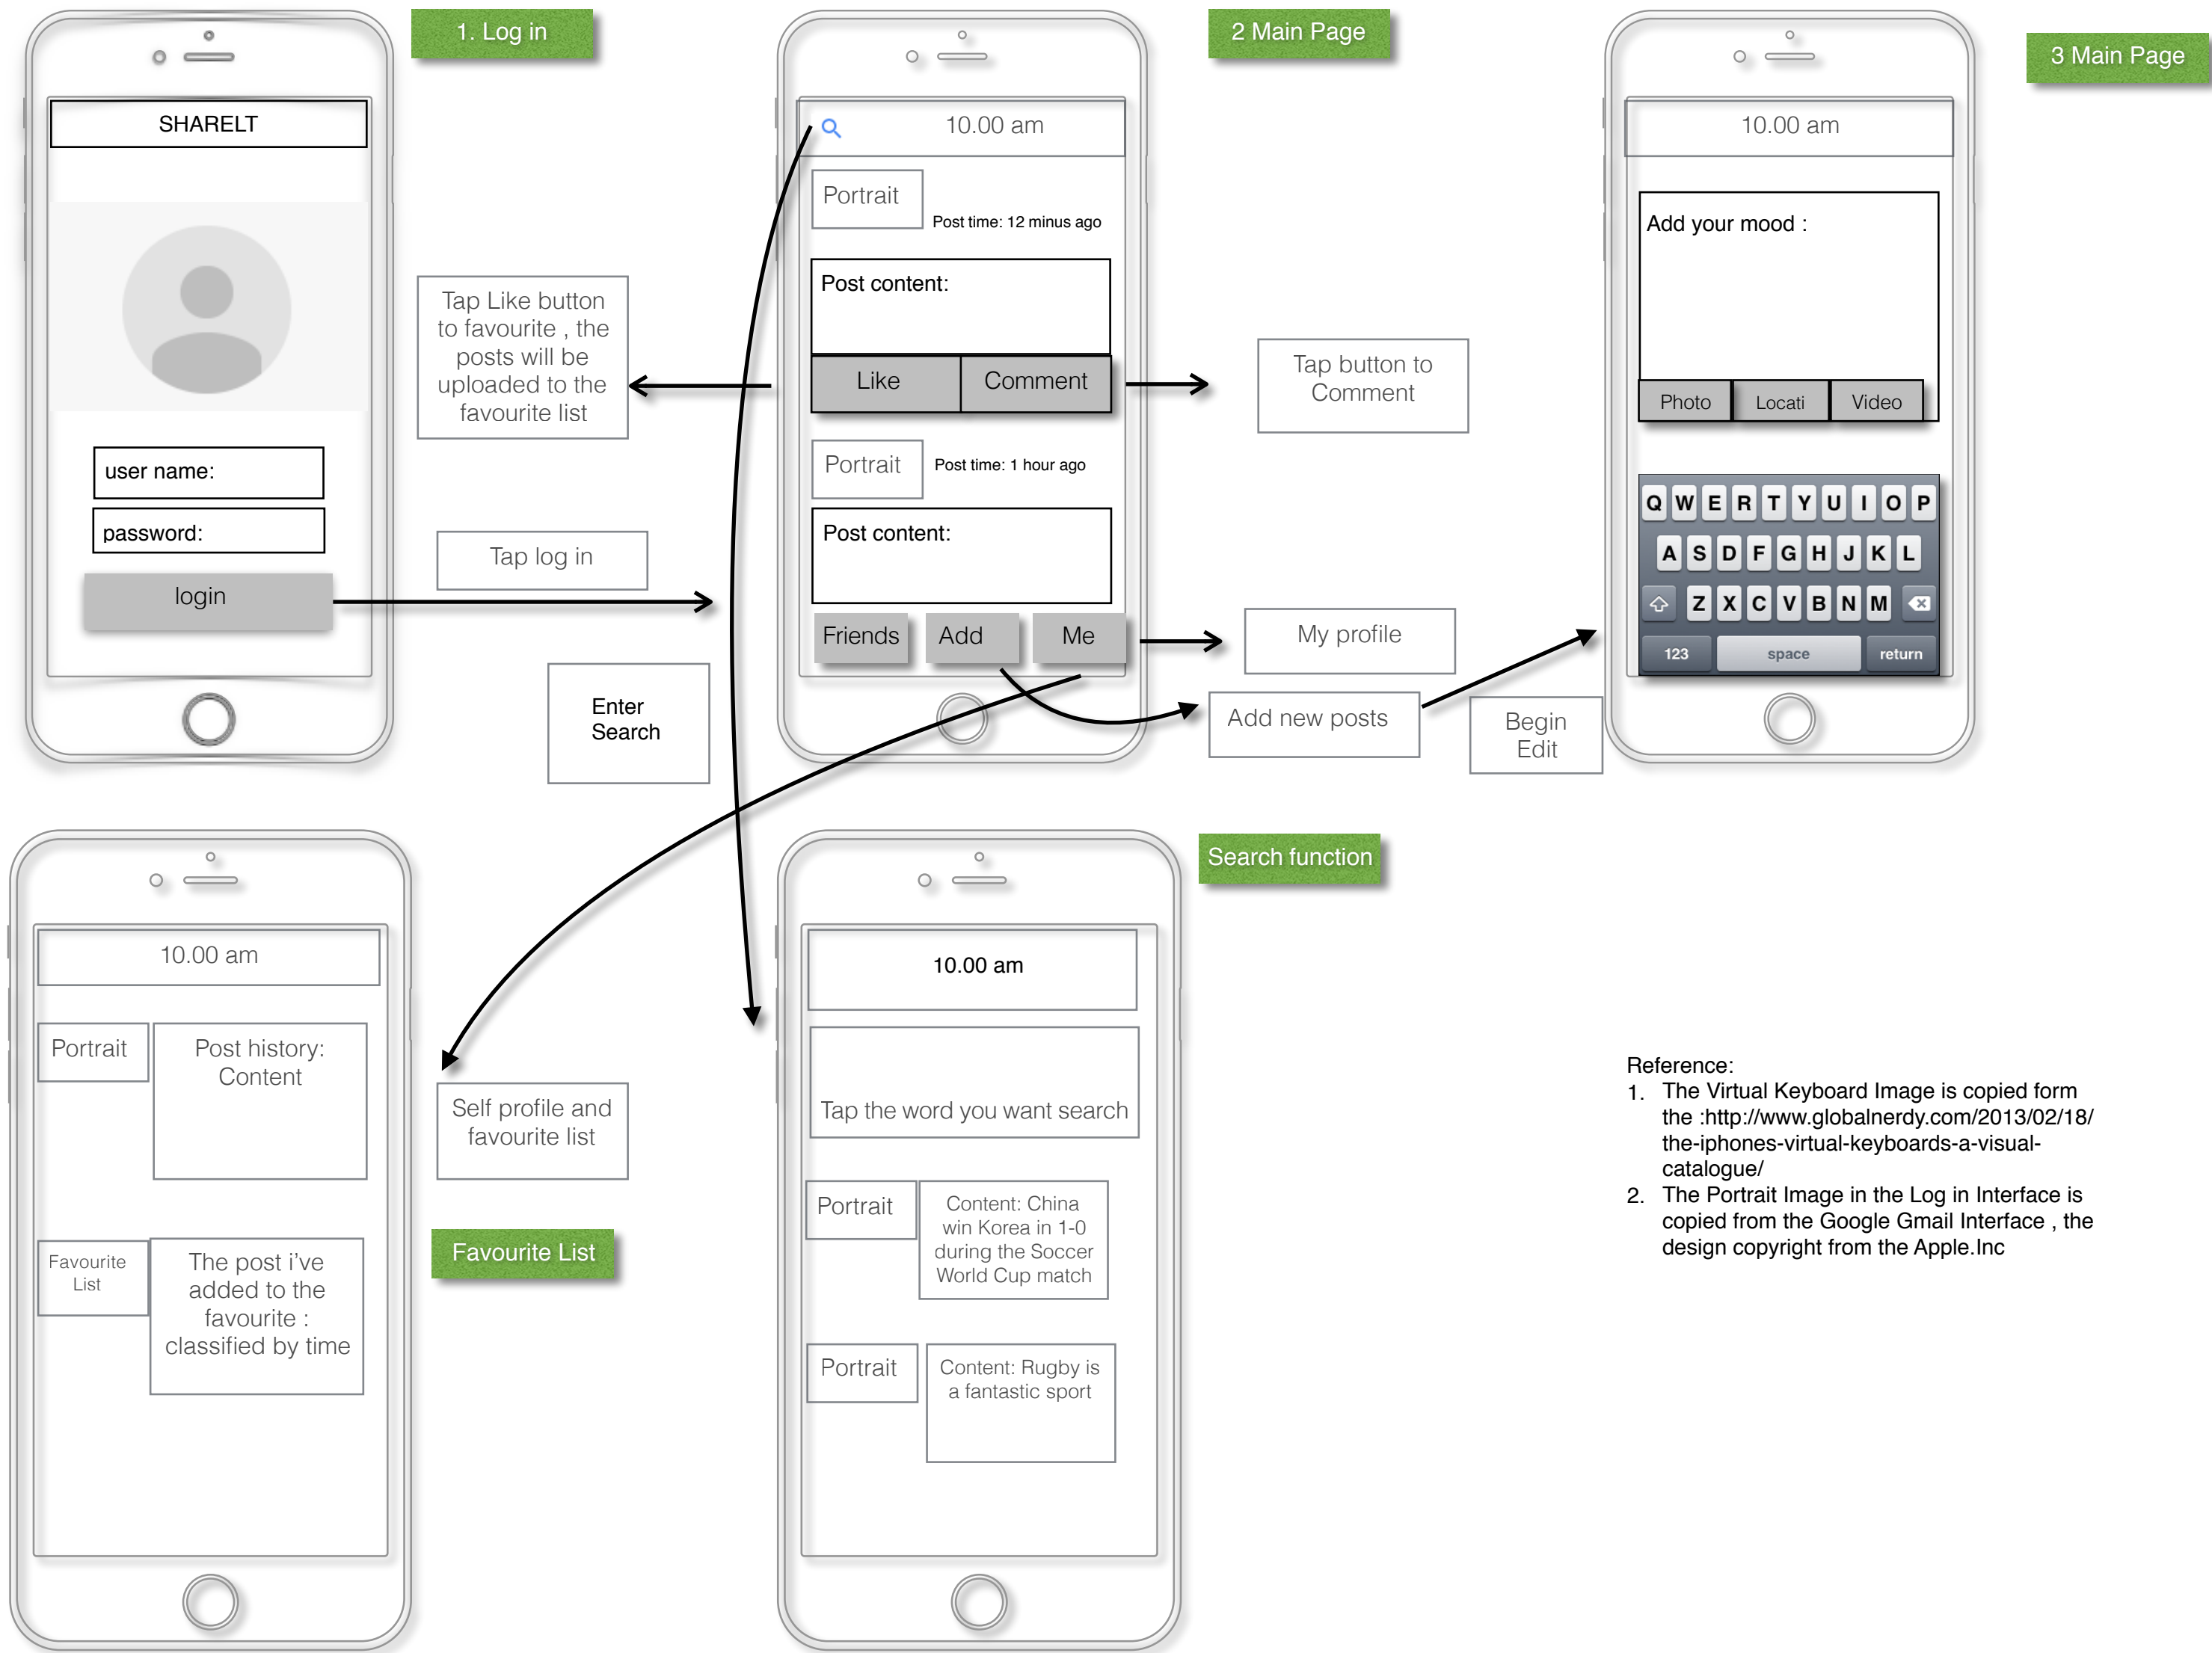 1. Log in
SHARELT
user name:
password:
login
Tap Like button
to favourite , the
posts will be
uploaded to the
favourite list
Tap log in
Enter
Search
2 Main Page
10.00 am
Portrait
Post time: 12 minus ago
Post content:
Like
Comment
Portrait
Post time: 1 hour ago
Post content:
Friends
Add
Me
Tap button to
Comment
My profile
Add new posts
Begin
Edit
3 Main Page
10.00 am
Add your mood :
Photo
Locati
Video
Q W E R T Y U I O P
A S D F G H J K L
Z X C V B N M
123
space
return
10.00 am
Portrait
Post history:
Content
Favourite
List
The post i've
added to the
favourite :
classified by time
Self profile and
favourite list
Favourite List
Search function
10.00 am
Tap the word you want search
Portrait
Content: China
win Korea in 1-0
during the Soccer
World Cup match
Portrait
Content: Rugby is
a fantastic sport
Reference:
1. The Virtual Keyboard Image is copied form
the :http://www.globalnerdy.com/2013/02/18/
the-iphones-virtual-keyboards-a-visual-
catalogue/
2. The Portrait Image in the Log in Interface is
copied from the Google Gmail Interface , the
design copyright from the Apple.Inc